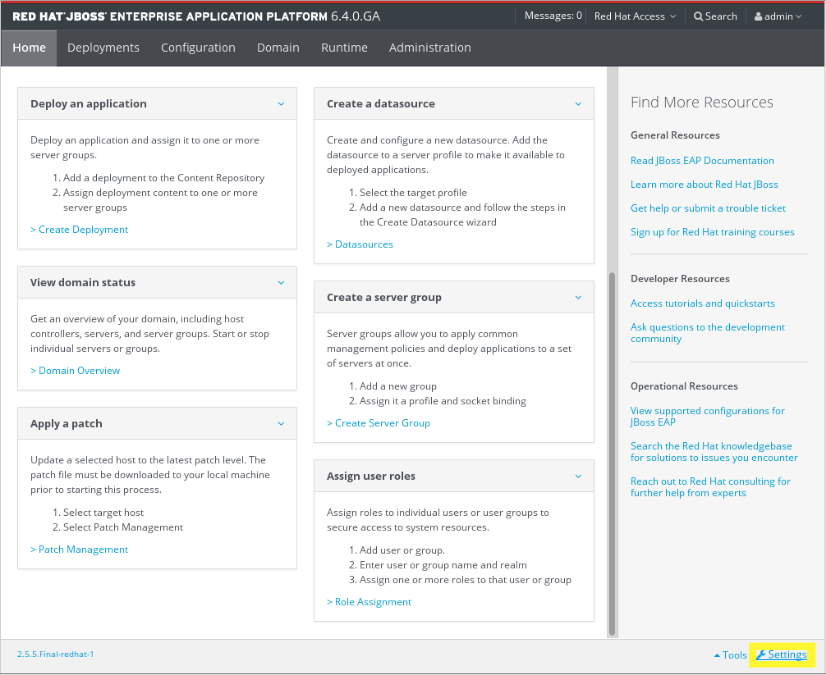 RED HAT JBOSS ENTERPRISE APPLICATION PLATFORM 6.4.0.GA
Messages: 0
Red Hat Access
Search
admin
Home
Deployments
Configuration
Domain
Runtime
Administration
Deploy an application
Deploy an application and assign it to one or more
server groups.
1. Add a deployment to the Content Repository
2. Assign deployment content to one or more
server groups
> Create Deployment
View domain status
Get an overview of your domain, including host
controllers, servers, and server groups. Start or stop
individual servers or groups.
> Domain Overview
Apply a patch
Update a selected host to the latest patch level. The
patch file must be downloaded to your local machine
prior to starting this process.
1. Select target host
2. Select Patch Management
> Patch Management
Create a datasource
Create and configure a new datasource. Add the
datasource to a server profile to make it available to
deployed applications.
1. Select the target profile
2. Add a new datasource and follow the steps in
the Create Datasource wizard
> Datasources
Create a server group
Server groups allow you to apply common
management policies and deploy applications to a set
of servers at once.
1. Add a new group
2. Assign it a profile and socket binding
> Create Server Group
Assign user roles
Assign roles to individual users or user groups to
secure access to system resources.
1. Add user or group.
2. Enter user or group name and realm
3. Assign one or more roles to that user or group
> Role Assignment
Find More Resources
General Resources
Read JBoss EAP Documentation
Learn more about Red Hat JBoss
Get help or submit a trouble ticket
Sign up for Red Hat training courses
Developer Resources
Access tutorials and quickstarts
Ask questions to the development
community
Operational Resources
View supported configurations for
JBoss EAP
Search the Red Hat knowledgebase
for solutions to issues you encounter
Reach out to Red Hat consulting for
further help from experts
2.5.5.Final-redhat-1
Tools
Settings